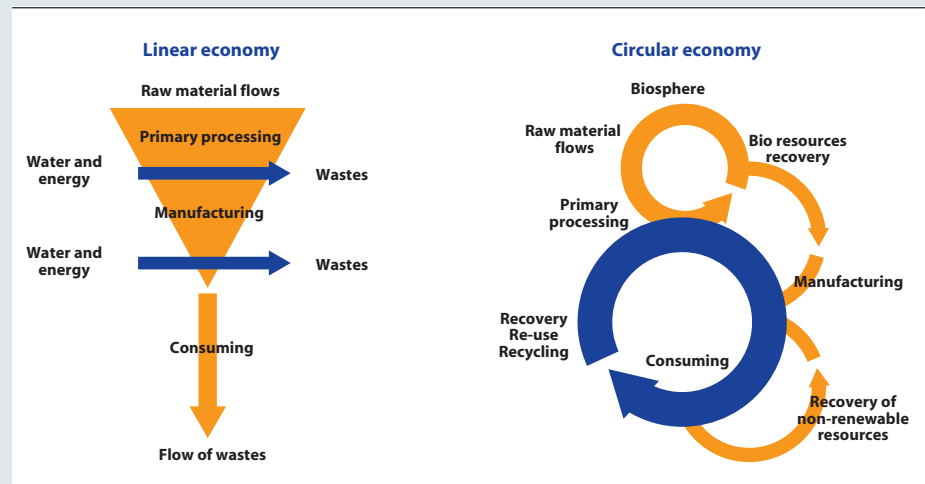 Linear economy
Raw material flows
Primary processing
Water and
energy
Wastes
Manufacturing
Water and
energy
Wastes
Consuming
Flow of wastes
Circular economy
Biosphere
Raw material
flows
Bio resources
recovery
Primary
processing
Manufacturing
Recovery
Re-use
Recycling
Consuming
Recovery of
non-renewable
resources